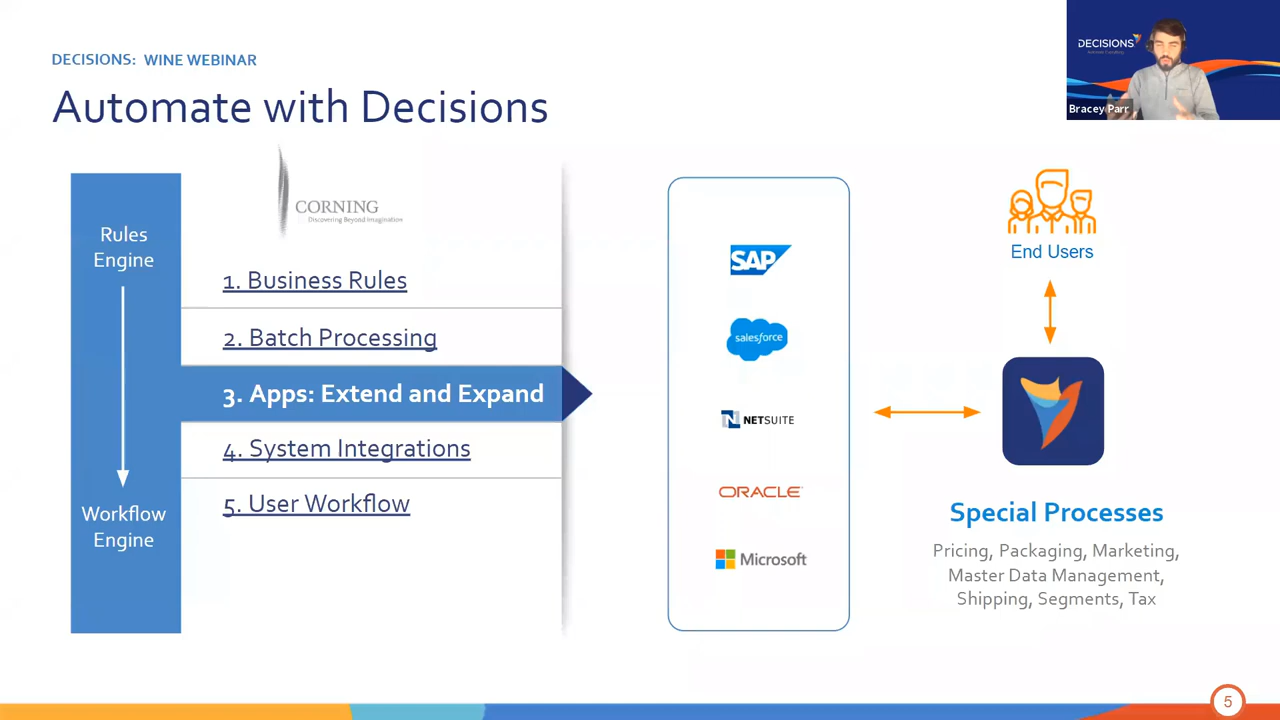 DECISIONS: WINE WEBINAR
Automate with Decisions
DECISIONS
Bracey Parr
CORNING
Discovering Beyond Imagination
Rules
Engine
Workflow
Engine
1. Business Rules
2. Batch Processing
3. Apps: Extend and Expand
4. System Integrations
5. User Workflow
SAP
salesforce
N NETSUITE
ORACLE
Microsoft
End Users
Special Processes
Pricing, Packaging, Marketing,
Master Data Management,
Shipping, Segments, Tax
5